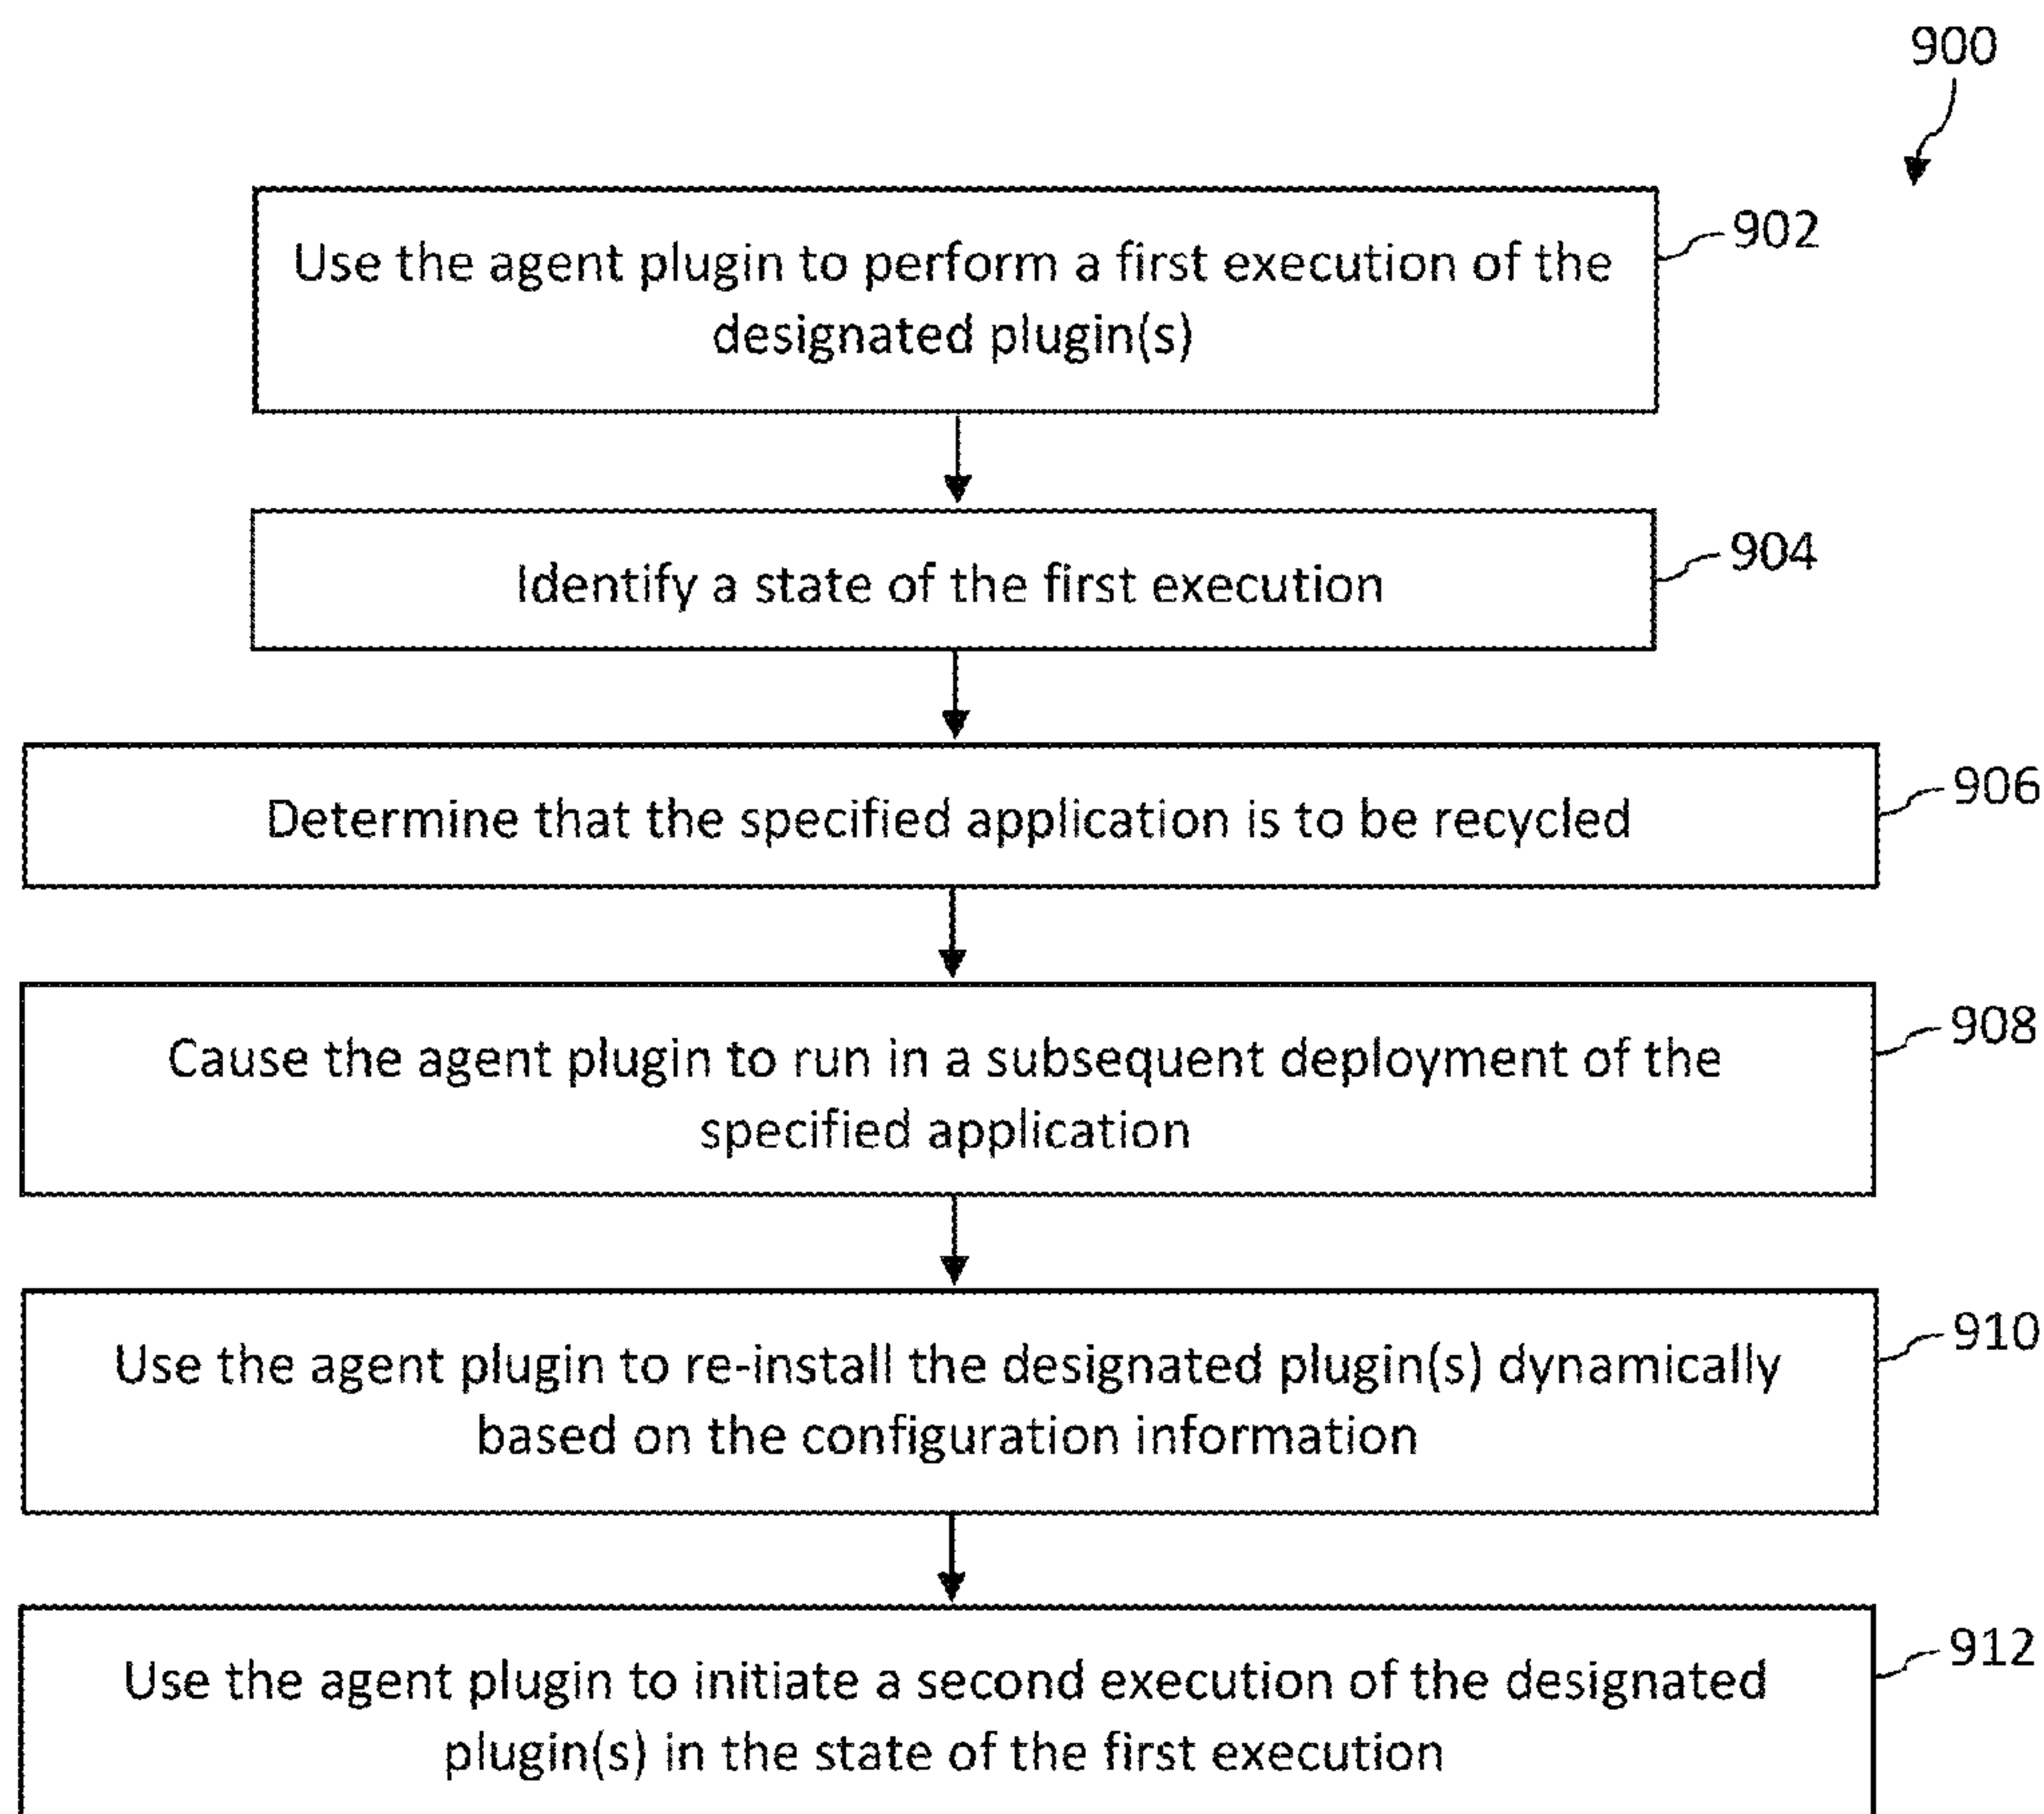 900
Use the agent plugin to perform a first execution of the
designated plugin(s)
902
Identify a state of the first execution
904
Determine that the specified application is to be recycled
906
Cause the agent plugin to run in a subsequent deployment of the
specified application
908
Use the agent plugin to re-install the designated plugin(s) dynamically
based on the configuration information
910
Use the agent plugin to initiate a second execution of the designated
plugin(s) in the state of the first execution
912